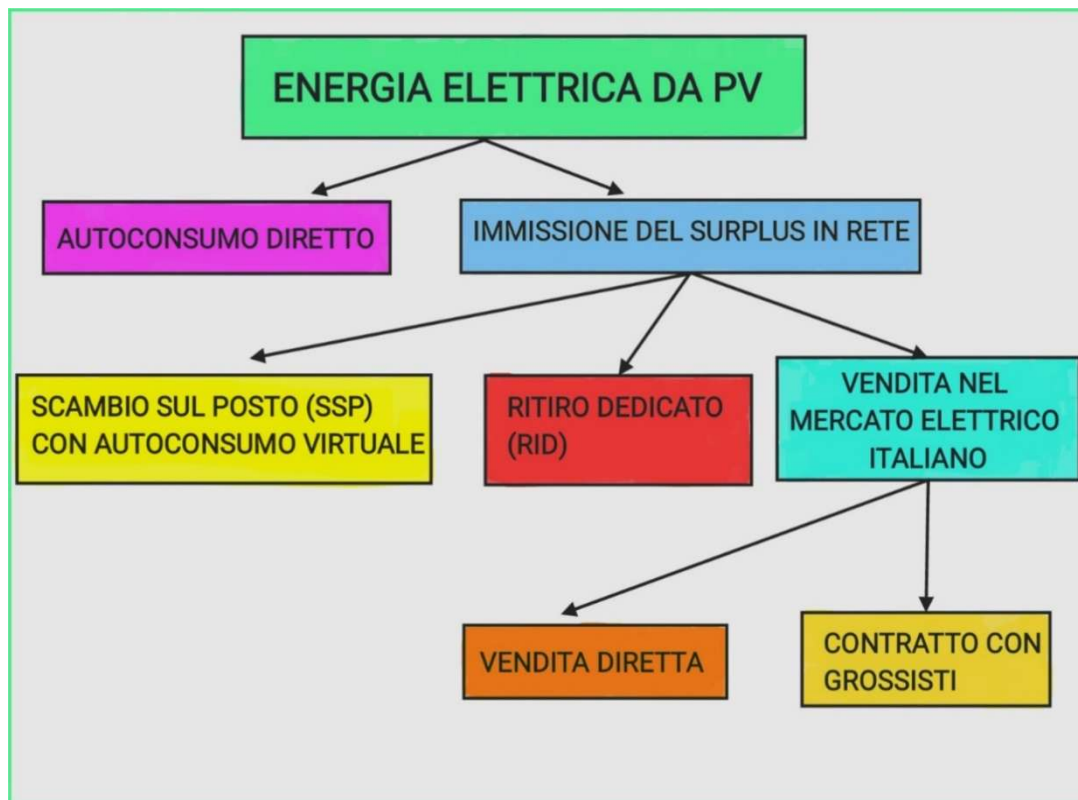 ENERGIA ELETTRICA DA PV
AUTOCONSUMO DIRETTO
IMMISSIONE DEL SURPLUS IN RETE
SCAMBIO SUL POSTO (SSP)
CON AUTOCONSUMO VIRTUALE
RITIRO DEDICATO
(RID)
VENDITA NEL
MERCATO ELETTRICO
ITALIANO
VENDITA DIRETTA
CONTRATTO CON
GROSSISTI